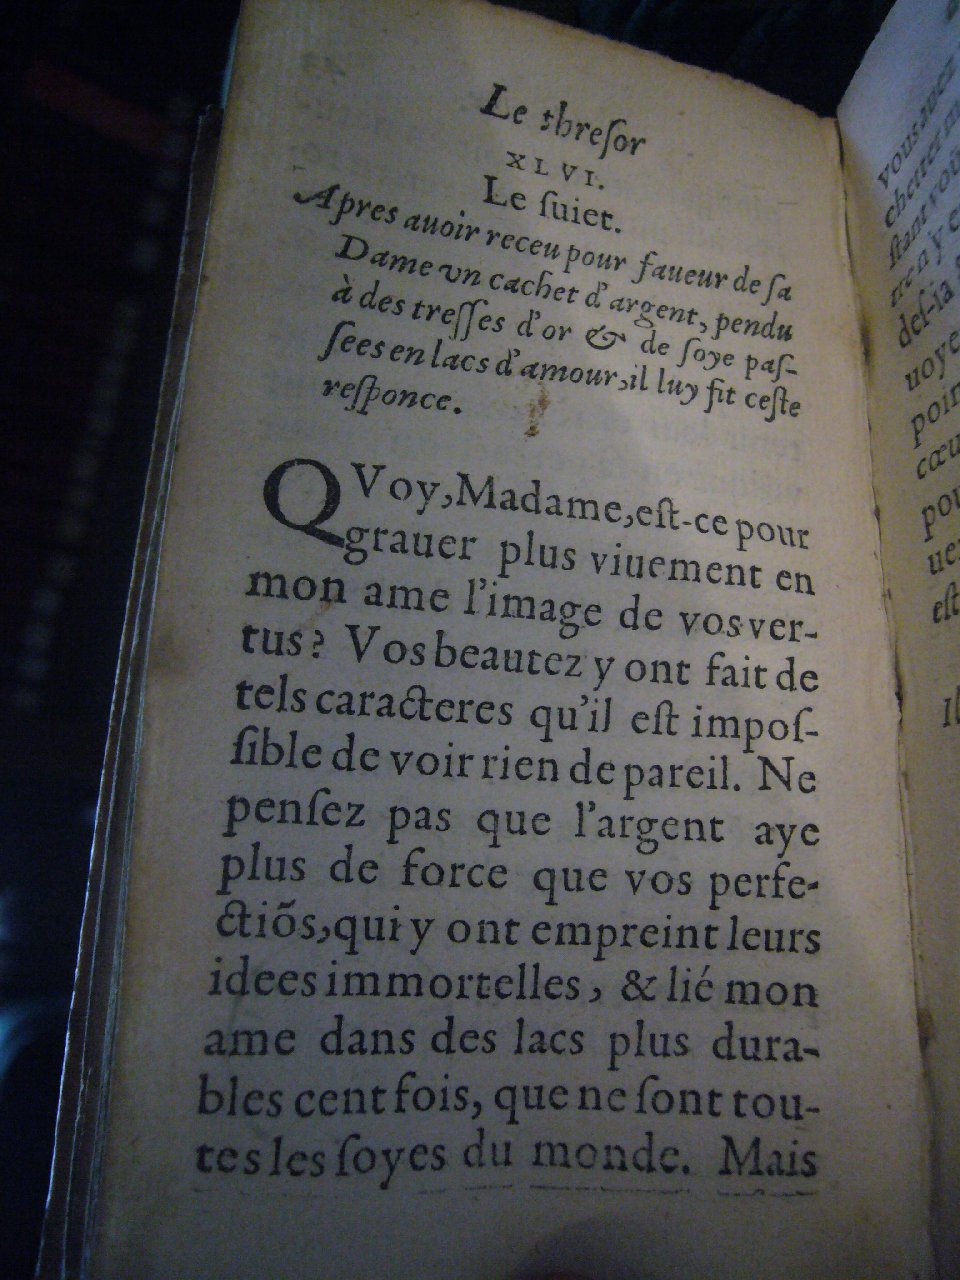 Le threſor
XLVI.
Le ſuiet.
Apres auoir receu pour faueur de ſa
Dame vn cachet d'argent, pendu
à des treſſes d'or & de ſoye paſ-
ſees en lacs d'amour, il luy fit ceſte
reſponce.
QVoy, Madame, eſt-ce pour
grauer plus viuement en
mon ame l'image de vos ver-
tus? Vos beautez y ont fait de
tels caracteres qu'il eſt impoſ-
ſible de voir rien de pareil. Ne
penſez pas que l'argent aye
plus de force que vos perfe-
ctiõs, qui y ont empreint leurs
idees immortelles, & lié mon
ame dans des lacs plus dura-
bles cent fois, que ne ſont tou-
tes les ſoyes du monde. Mais
vous auez